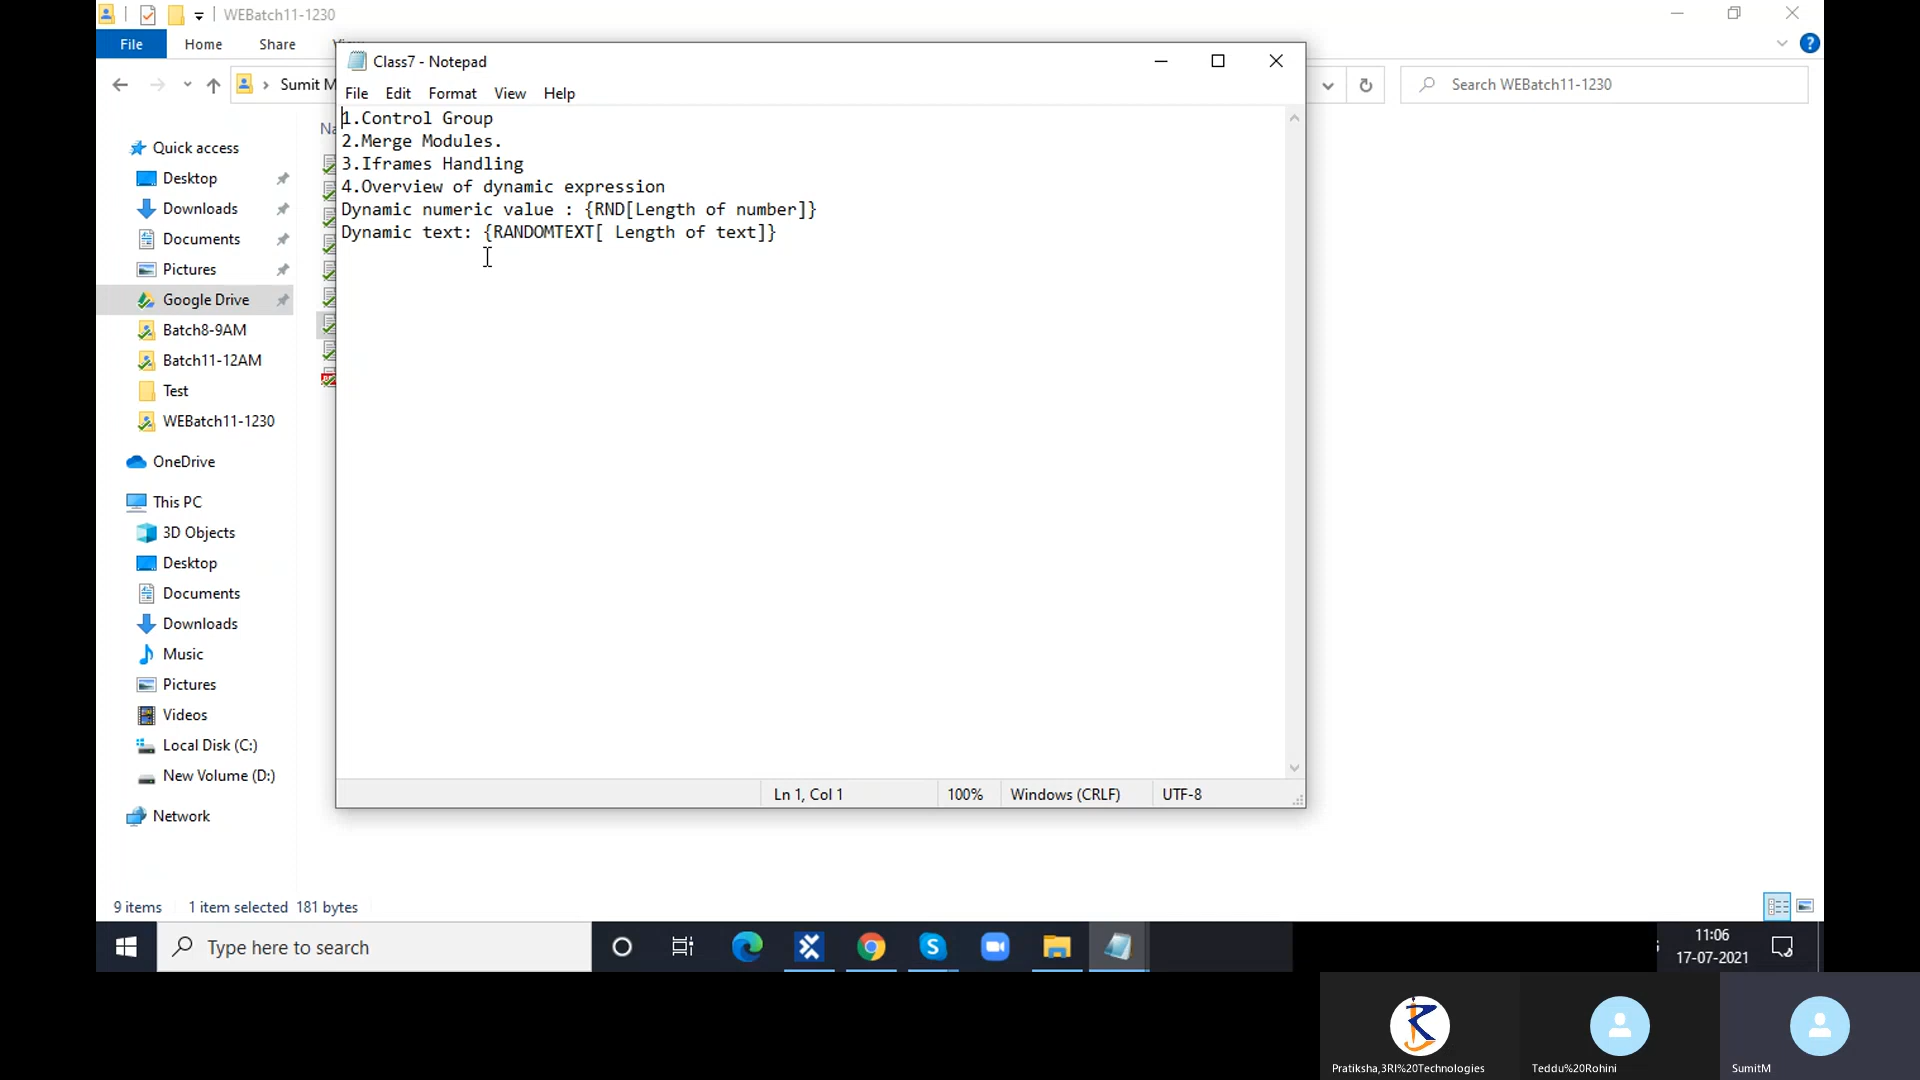 WEBatch11-1230
File Home Share
Sumit M
Search WEBatch11-1230
Class7 - Notepad
File Edit Format View Help
1.Control Group
2.Merge Modules.
3.Iframes Handling
4.Overview of dynamic expression
Dynamic numeric value : {RND[Length of number]}
Dynamic text: {RANDOMTEXT[ Length of text]}
Ln 1, Col 1
100%
Windows (CRLF)
UTF-8
Quick access
Desktop
Downloads
Documents
Pictures
Google Drive
Batch8-9AM
Batch11-12AM
Test
WEBatch11-1230
OneDrive
This PC
3D Objects
Desktop
Documents
Downloads
Music
Pictures
Videos
Local Disk (C:)
New Volume (D:)
Network
9 items 1 item selected 181 bytes
Type here to search
11:06
17-07-2021
Pratiksha,3RI%20Technologies
Teddu%20Rohini
SumitM